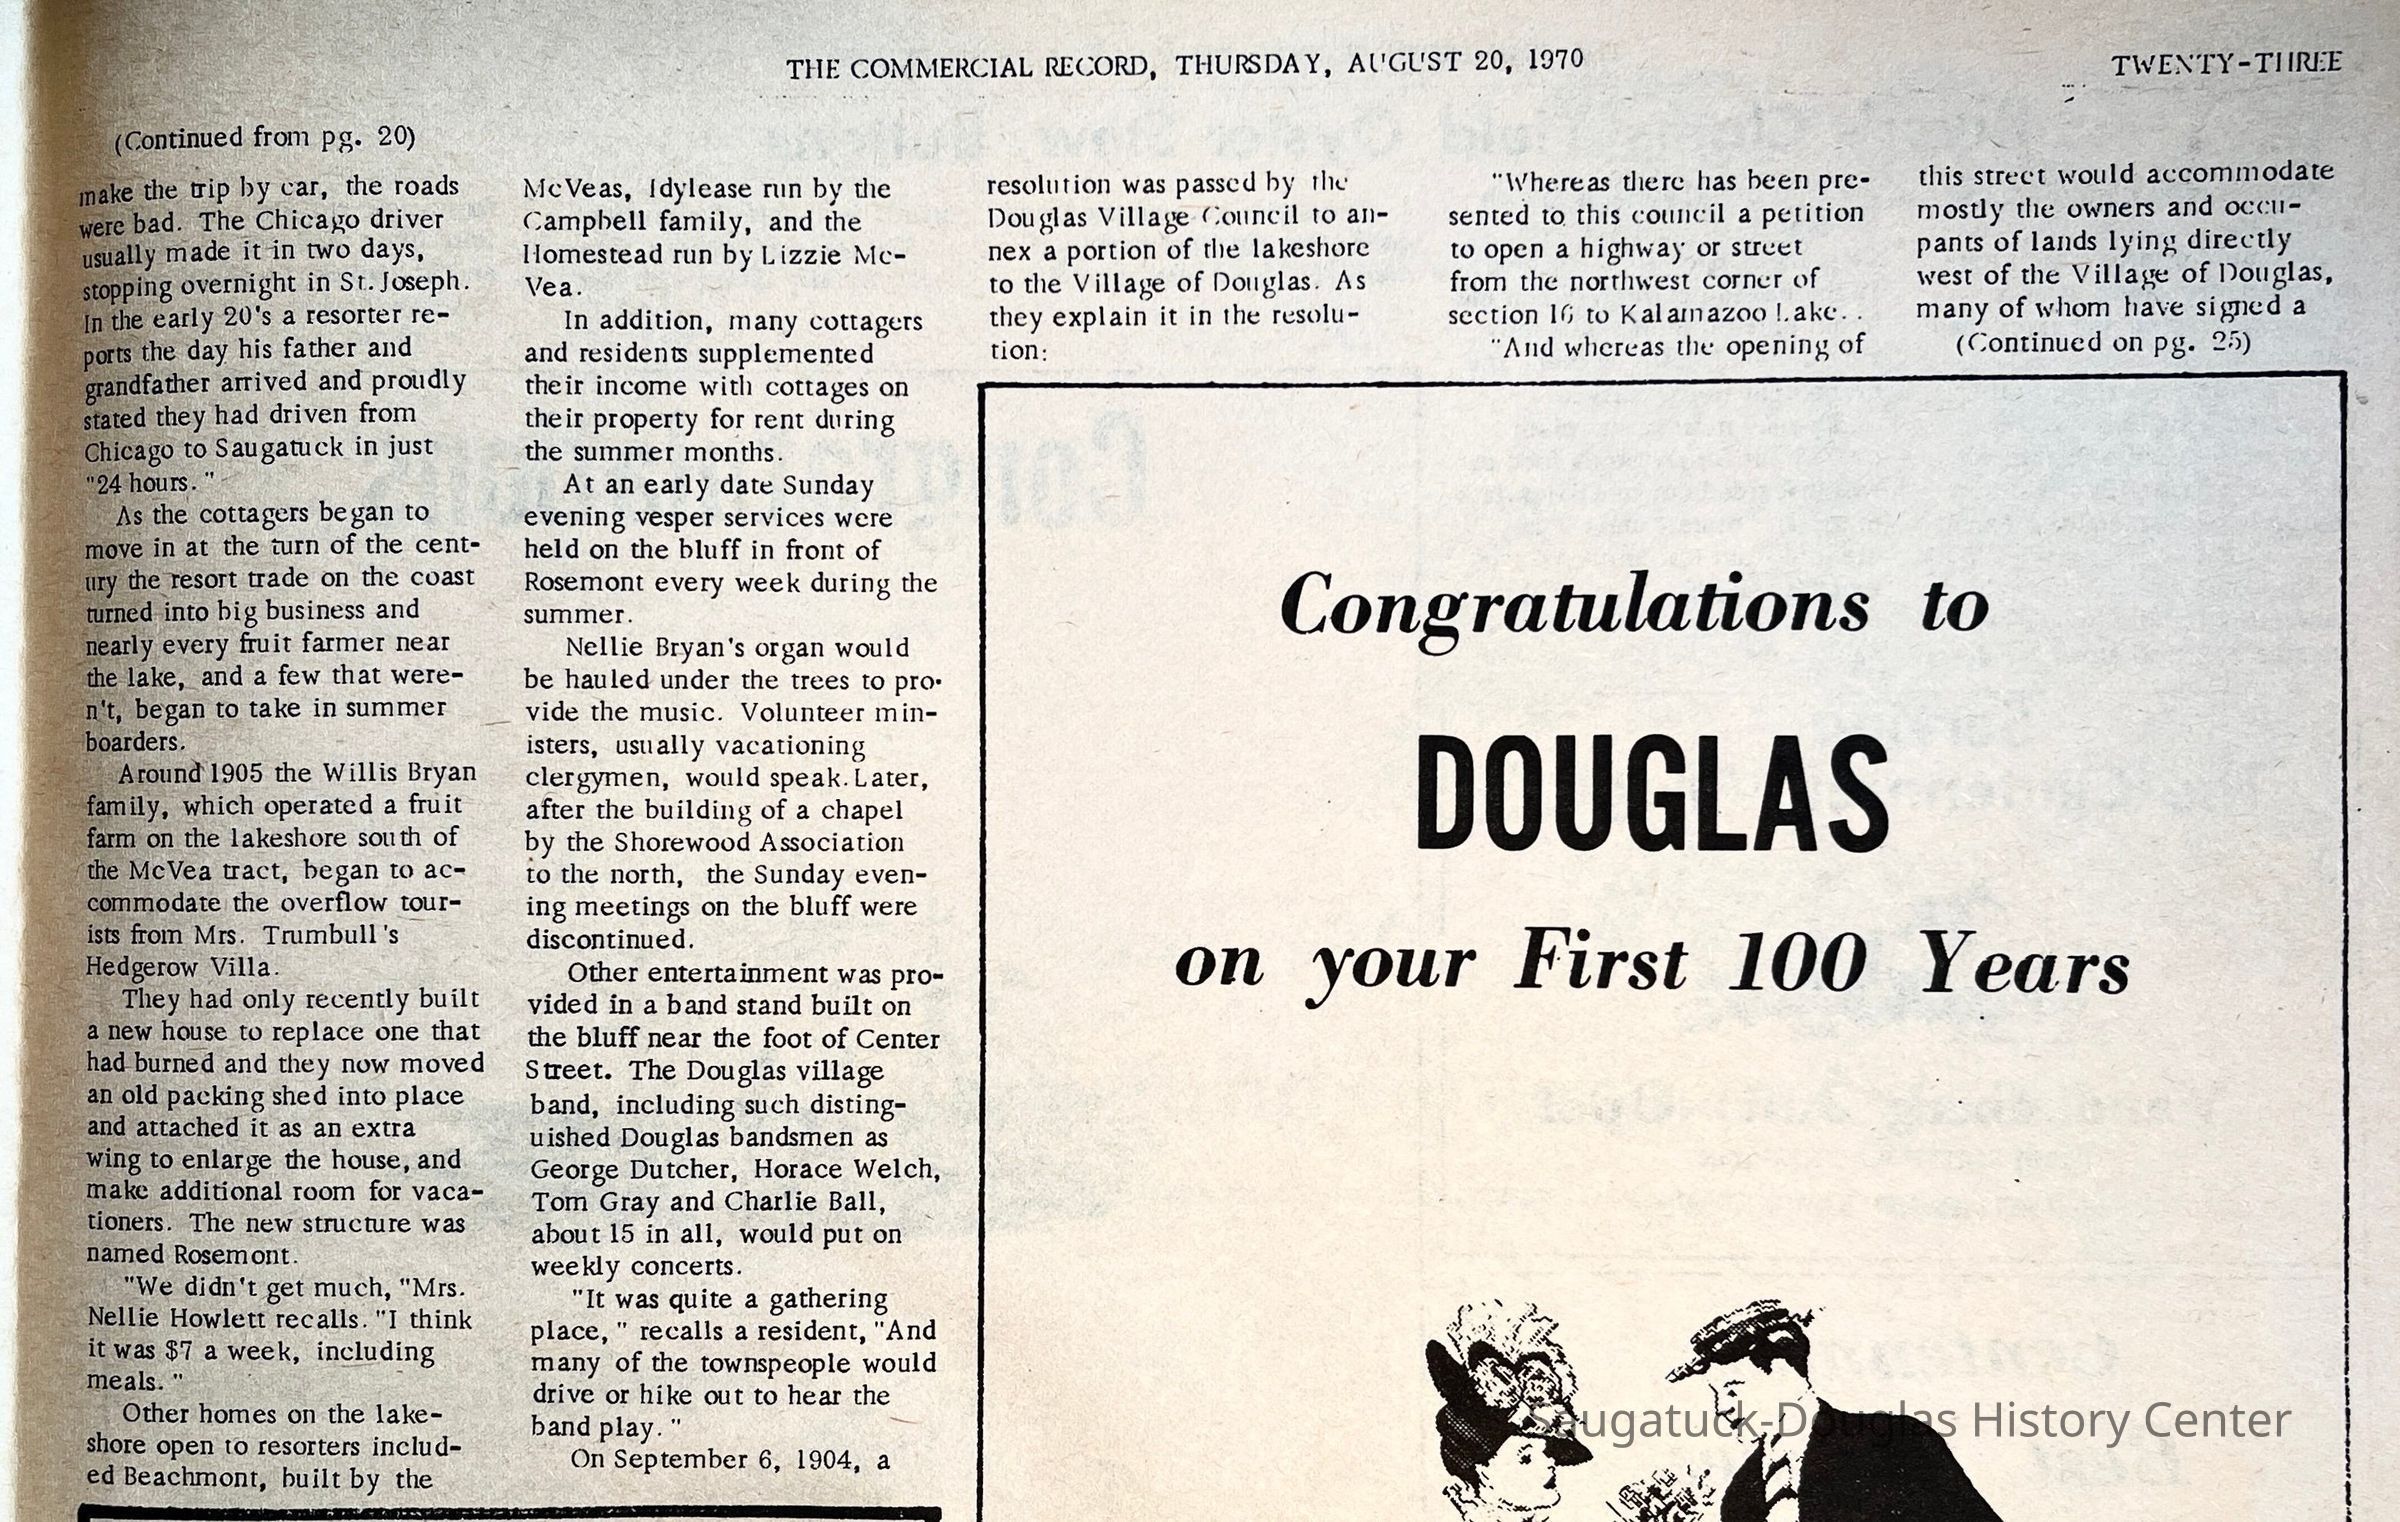 THE COMMERCIAL RECORD, THURSDAY, AUGUST 20, 1970
TWENTY-THREE
(Continued from pg. 20)
make the trip by car, the roads
were bad. The Chicago driver
usually made it in two days,
stopping overnight in St. Joseph.
In the early 20's a resorter re-
ports the day his father and
grandfather arrived and proudly
stated they had driven from
Chicago to Saugatuck in just
"24 hours."
As the cottagers began to
move in at the turn of the cent-
ury the resort trade on the coast
turned into big business and
nearly every fruit farmer near
the lake, and a few that were-
n't, began to take in summer
boarders.
Around 1905 the Willis Bryan
family, which operated a fruit
farm on the lakeshore south of
the McVea tract, began to ac-
commodate the overflow tour-
ists from Mrs. Trumbull's
Hedgerow Villa.
They had only recently built
a new house to replace one that
had burned and they now moved
an old packing shed into place
and attached it as an extra
wing to enlarge the house, and
make additional room for vaca-
tioners. The new structure was
named Rosemont.
"We didn't get much, "Mrs.
Nellie Howlett recalls. "I think
it was $7 a week, including
meals."
Other homes on the lake-
shore open to resorters includ-
ed Beachmont, built by the
McVeas, Idylease run by the
Campbell family, and the
Homestead run by Lizzie Mc-
Vea.
In addition, many cottagers
and residents supplemented
their income with cottages on
their property for rent during
the summer months.
At an early date Sunday
evening vesper services were
held on the bluff in front of
Rosemont every week during the
summer.
Nellie Bryan's organ would
be hauled under the trees to pro-
vide the music. Volunteer min-
isters, usually vacationing
clergymen, would speak. Later,
after the building of a chapel
by the Shorewood Association
to the north, the Sunday even-
ing meetings on the bluff were
discontinued.
Other entertainment was pro-
vided in a band stand built on
the bluff near the foot of Center
Street. The Douglas village
band, including such disting-
uished Douglas bandsmen as
George Dutcher, Horace Welch,
Tom Gray and Charlie Ball,
about 15 in all, would put on
weekly concerts.
"It was quite a gathering
place," recalls a resident, "And
many of the townspeople would
drive or hike out to hear the
band play."
On September 6, 1904, a
resolution was passed by the
Douglas Village Council to an-
nex a portion of the lakeshore
to the Village of Douglas. As
they explain it in the resolu-
tion:
"Whereas there has been pre-
sented to this council a petition
to open a highway or street
from the northwest corner of
section 16 to Kalamazoo Lake..
"And whereas the opening of
this street would accommodate
mostly the owners and occu-
pants of lands lying directly
west of the Village of Douglas,
many of whom have signed a
(Continued on pg. 25)
Congratulations to
DOUGLAS
on your First 100 Years
Saugatuck-Douglas History Center